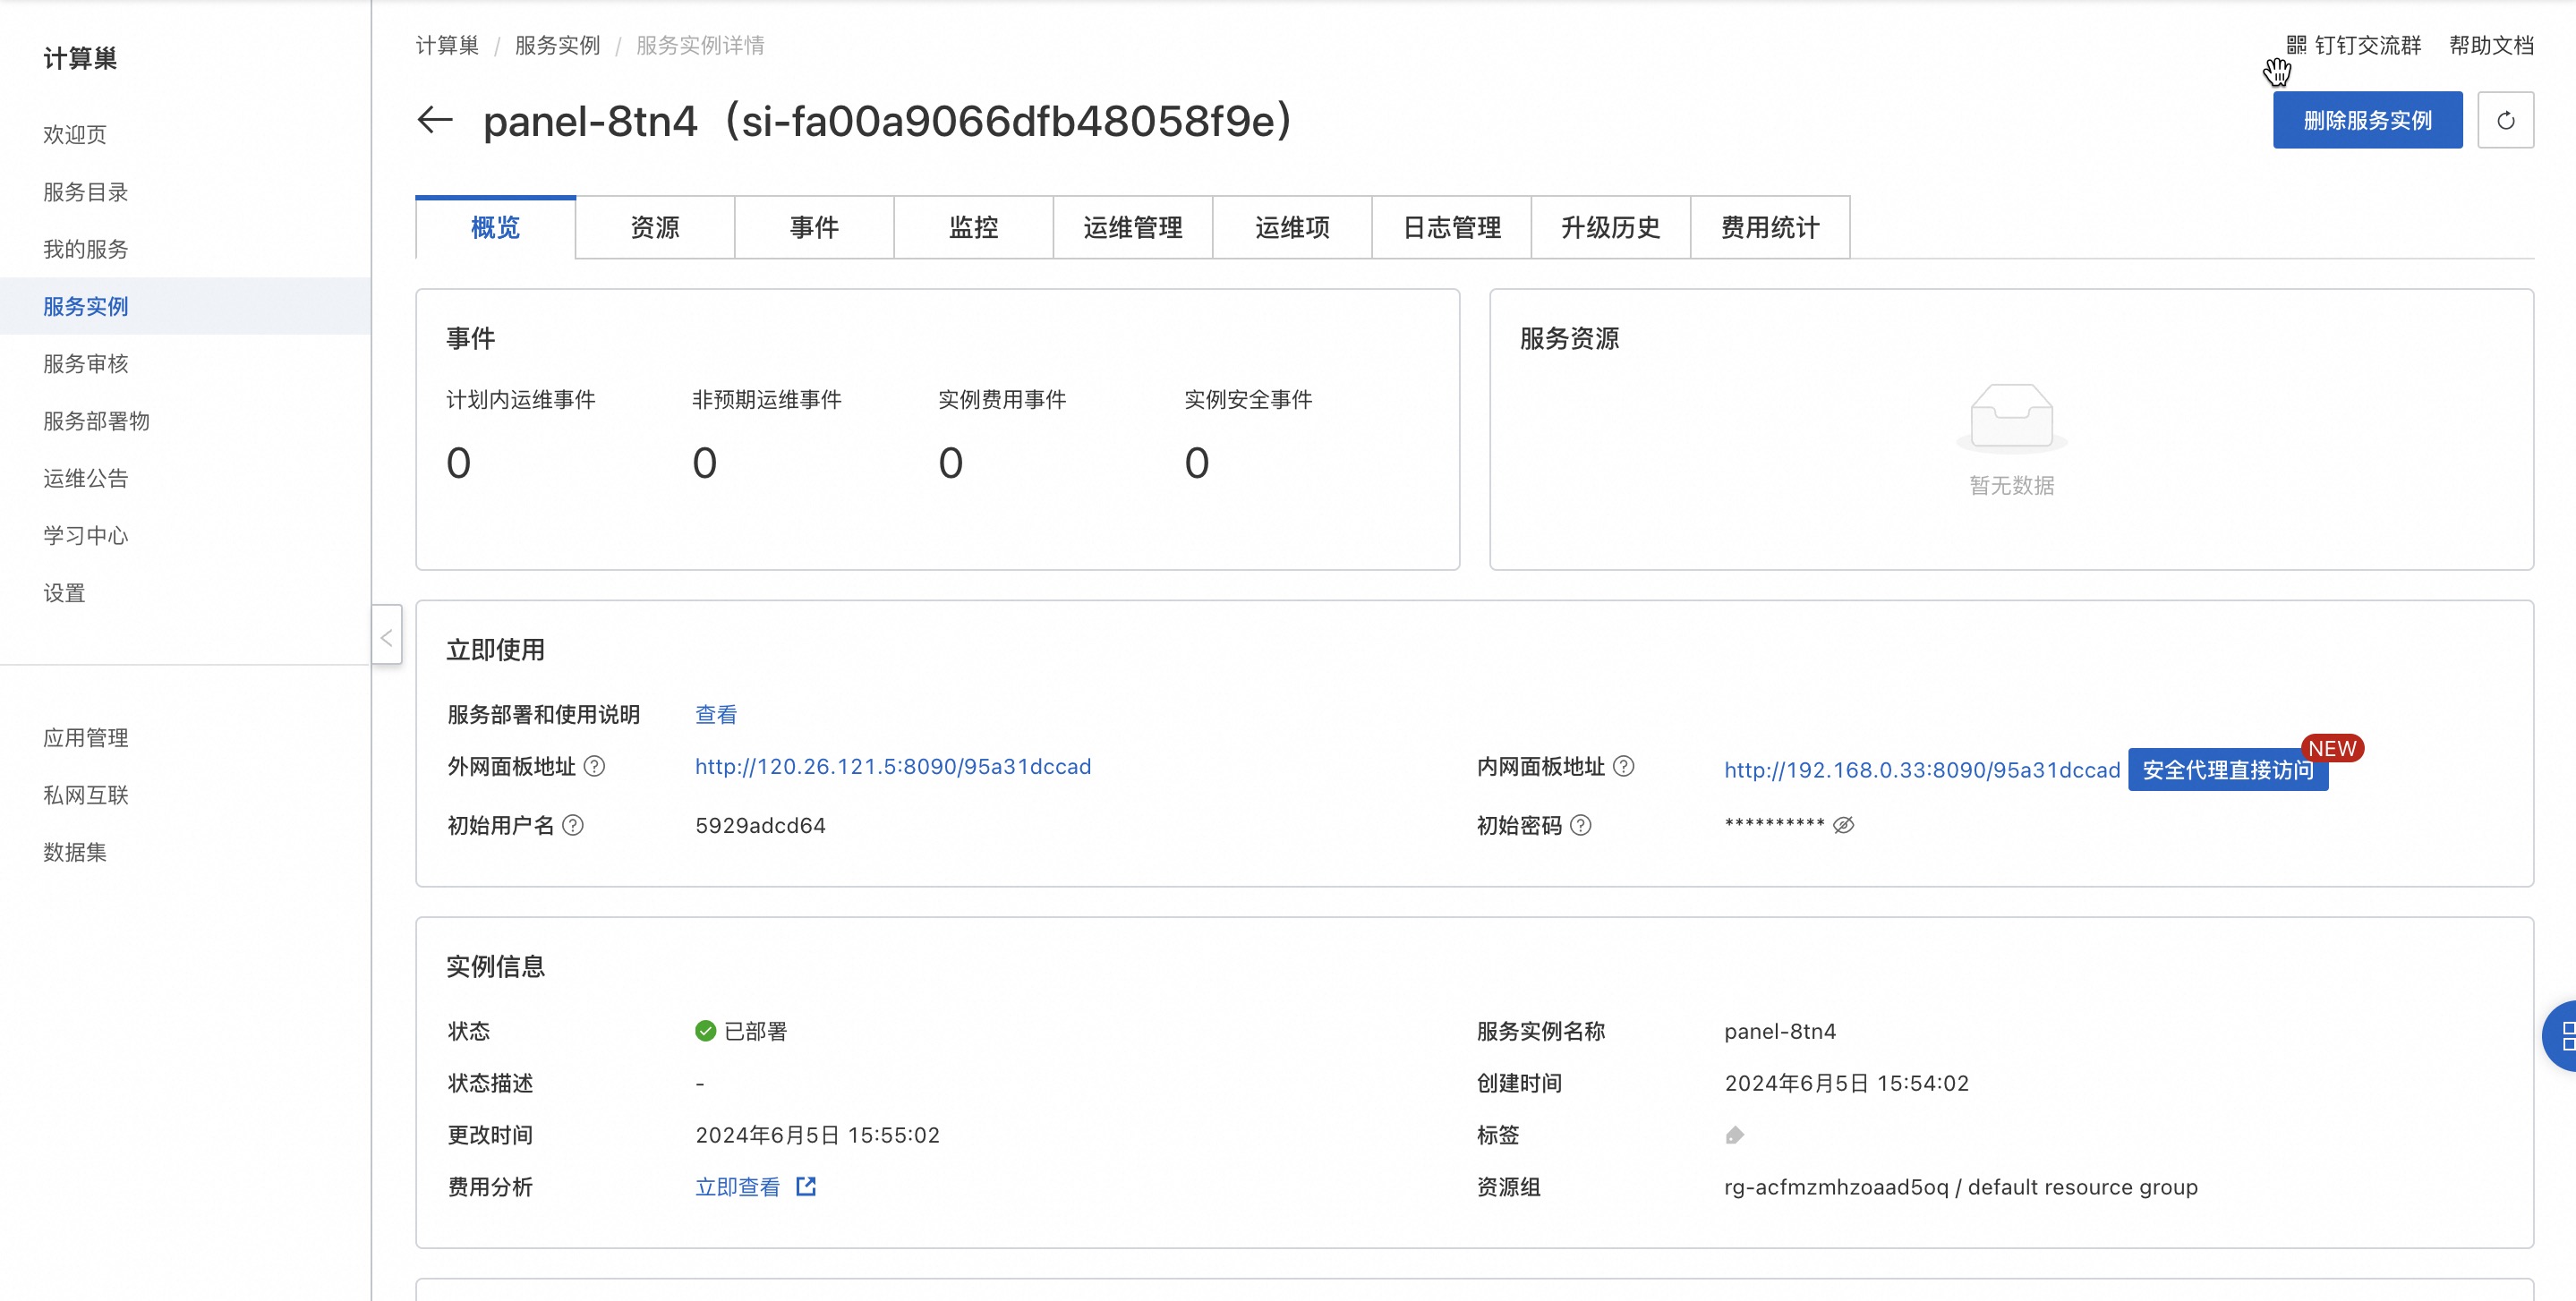 计算巢
欢迎页
服务目录
我的服务
服务实例
服务审核
服务部署物
运维公告
学习中心
设置
应用管理
私网互联
数据集
计算巢 / 服务实例 / 服务实例详情
钉钉交流群 帮助文档
panel-8tn4（si-fa00a9066dfb48058f9e）
删除服务实例
概览 资源 事件 监控 运维管理 运维项 日志管理 升级历史 费用统计
事件
计划内运维事件 非预期运维事件 实例费用事件 实例安全事件
0 0 0 0
服务资源
暂无数据
立即使用
服务部署和使用说明 查看
外网面板地址 http://120.26.121.5:8090/95a31dccad
内网面板地址 http://192.168.0.33:8090/95a31dccad 安全代理直接访问 NEW
初始用户名 5929adcd64
初始密码 **********
实例信息
状态 已部署
服务实例名称 panel-8tn4
状态描述 -
创建时间 2024年6月5日 15:54:02
更改时间 2024年6月5日 15:55:02
标签
费用分析 立即查看
资源组 rg-acfmzmhzoaad5oq / default resource group